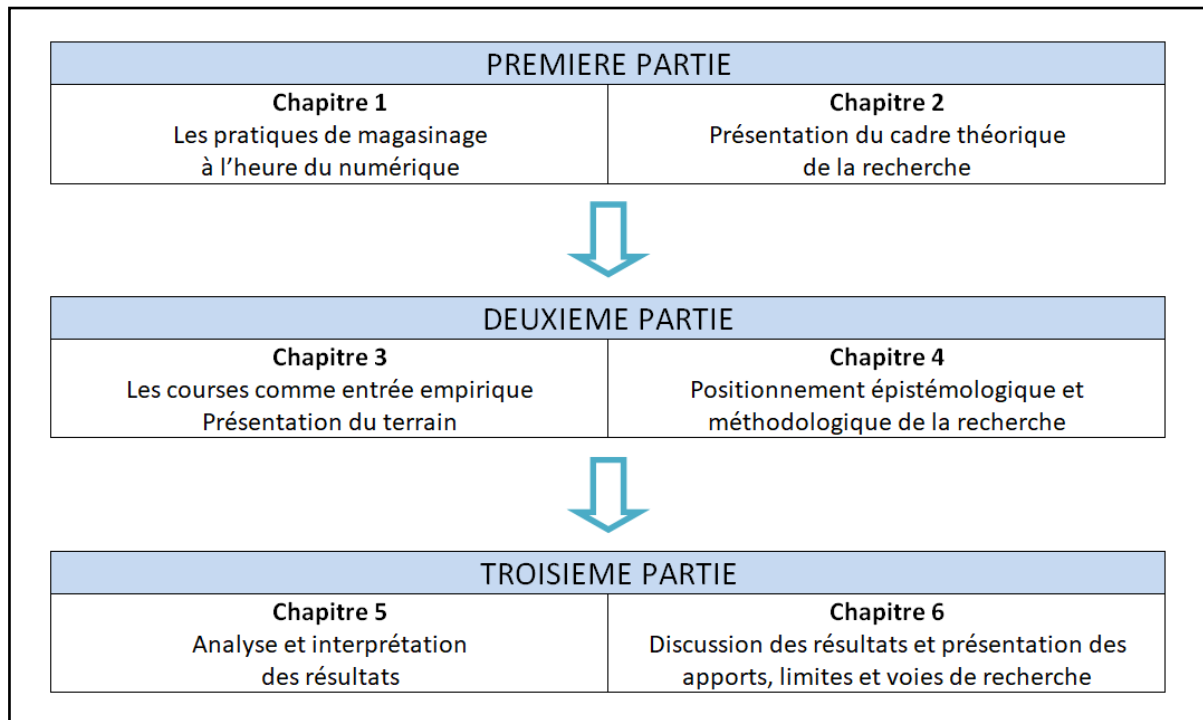 PREMIERE PARTIE
Chapitre 1
Les pratiques de magasinage
à l’heure du numérique
Chapitre 2
Présentation du cadre théorique
de la recherche
DEUXIEME PARTIE
Chapitre 3
Les courses comme entrée empirique
Présentation du terrain
Chapitre 4
Positionnement épistémologique et
méthodologique de la recherche
TROISIEME PARTIE
Chapitre 5
Analyse et interprétation
des résultats
Chapitre 6
Discussion des résultats et présentation des
apports, limites et voies de recherche